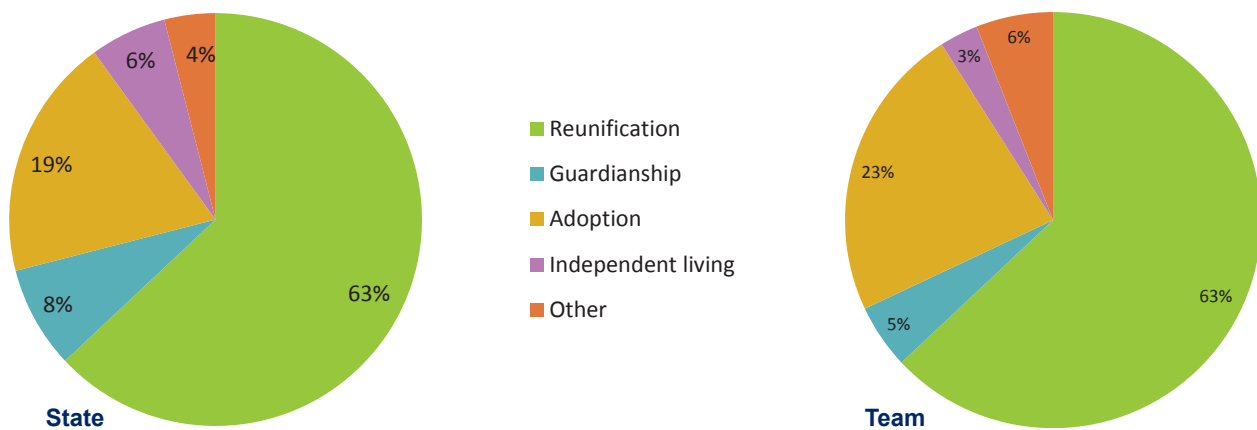 4%
6%
19%
8%
63%
State
Reunification
Guardianship
Adoption
Independent living
Other
6%
3%
23%
5%
63%
Team